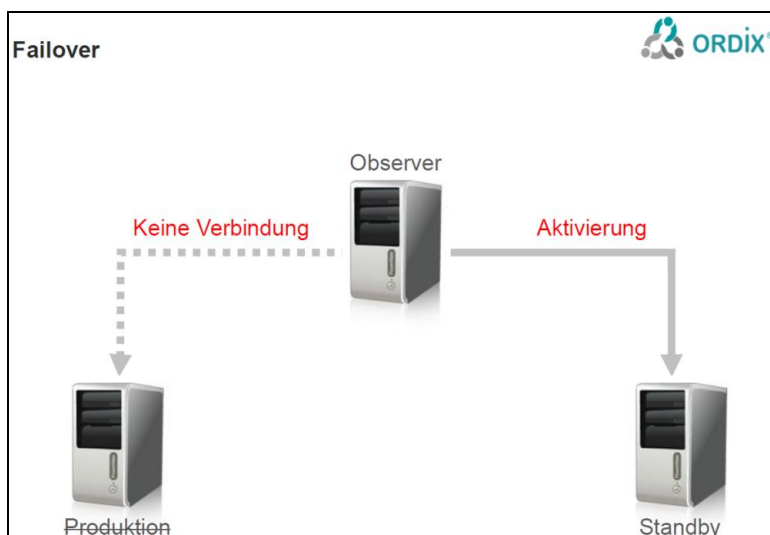 Failover
ORDIX®
Observer
Keine Verbindung
Aktivierung
Produktion
Standby